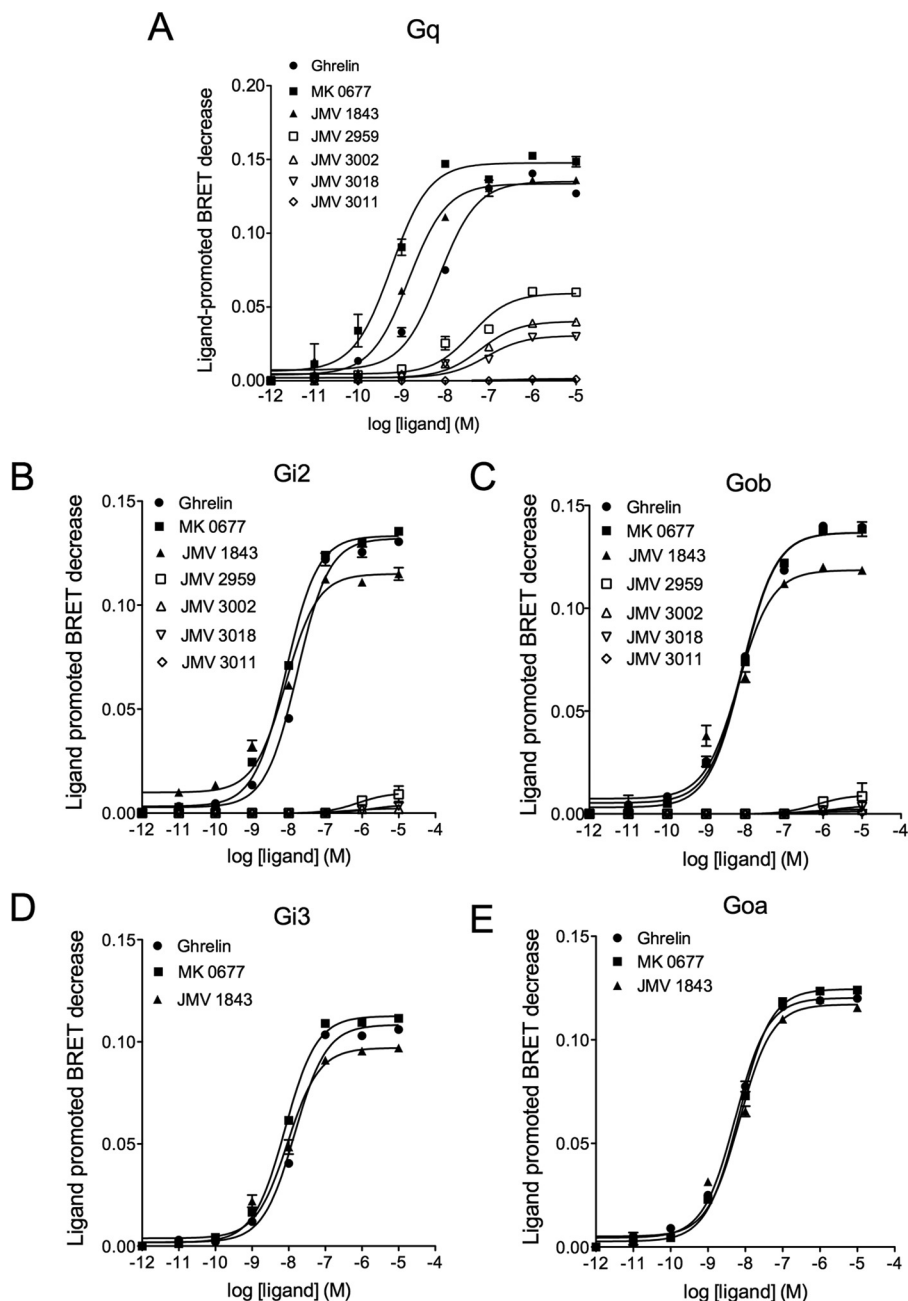 A
Gq
Ghrelin
MK 0677
JMV 1843
JMV 2959
JMV 3002
JMV 3018
JMV 3011
Ligand-promoted BRET decrease
0.20
0.15
0.10
0.05
0.00
-12 -11 -10 -9 -8 -7 -6 -5
log [ligand] (M)
B
Gi2
Ghrelin
MK 0677
JMV 1843
JMV 2959
JMV 3002
JMV 3018
JMV 3011
Ligand promoted BRET decrease
0.15
0.10
0.05
0.00
-12 -11 -10 -9 -8 -7 -6 -5 -4
log [ligand] (M)
C
Gob
Ghrelin
MK 0677
JMV 1843
JMV 2959
JMV 3002
JMV 3018
JMV 3011
Ligand promoted BRET decrease
0.15
0.10
0.05
0.00
-12 -11 -10 -9 -8 -7 -6 -5 -4
log [ligand] (M)
D
Gi3
Ghrelin
MK 0677
JMV 1843
Ligand promoted BRET decrease
0.15
0.10
0.05
0.00
-12 -11 -10 -9 -8 -7 -6 -5 -4
log [ligand] (M)
E
Goa
Ghrelin
MK 0677
JMV 1843
Ligand promoted BRET decrease
0.15
0.10
0.05
0.00
-12 -11 -10 -9 -8 -7 -6 -5 -4
log [ligand] (M)